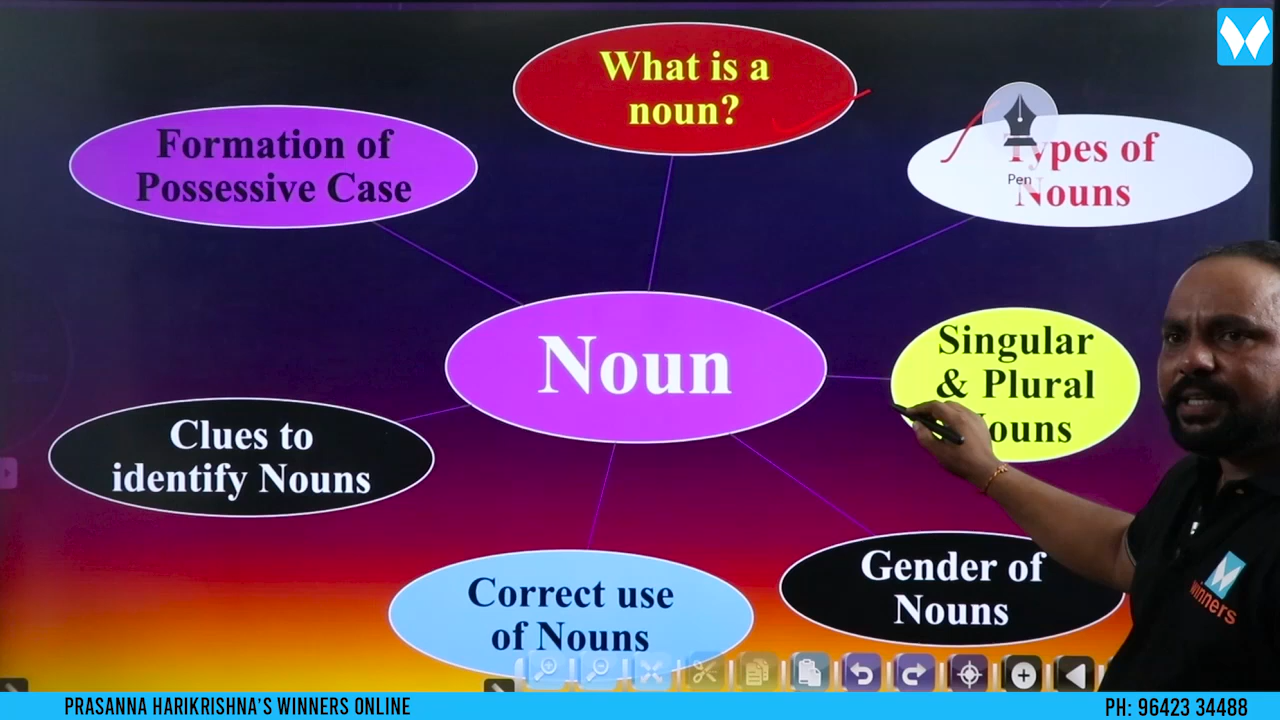 What is a
noun?
Formation of
Possessive Case
Types of
Nouns
Pen
Noun
Singular
& Plural
Nouns
Clues to
identify Nouns
Gender of
Nouns
Correct use
of Nouns
winners
PRASANNA HARIKRISHNA'S WINNERS ONLINE
PH: 96423 34488